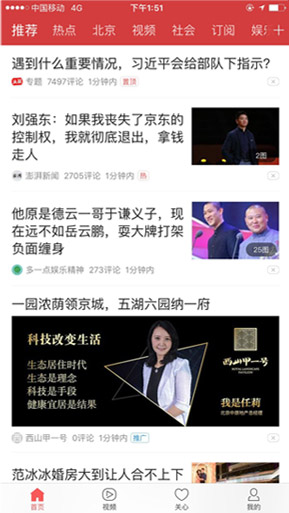 中国移动 4G 下午1:51
推荐 热点 北京 视频 社会 订阅 娱乐 +
遇到什么重要情况，习近平会给部队下指示?
专题 7497评论 1分钟内 置顶
刘强东：如果我丧失了京东的
控制权，我就彻底退出，拿钱
走人
2图
澎湃新闻 2705评论 1分钟内 热
他原是德云一哥于谦义子，现
在远不如岳云鹏，耍大牌打架
负面缠身
25图
多一点娱乐精神 273评论 1分钟内
一园浓荫领京城，五湖六园纳一府
科技改变生活
生态居住时代
生态是理念
科技是手段
健康宜居是结果
西山甲一号
我是任莉
西山甲一号 0评论 1分钟内 推广
范冰冰婚房大到让人合不上下
首页 视频 关心 我的